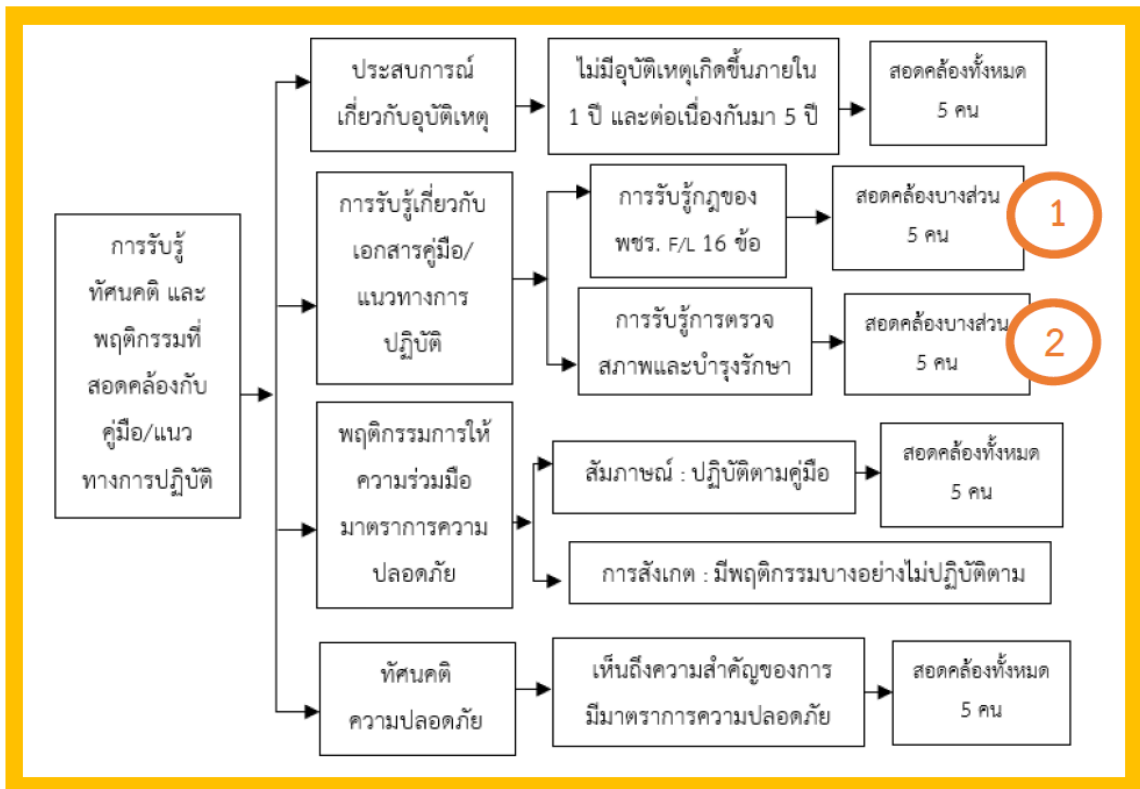 การรับรู้
ทัศนคติ และ
พฤติกรรมที่
สอดคล้องกับ
คู่มือ/แนว
ทางการปฏิบัติ
ประสบการณ์
เกี่ยวกับอุบัติเหตุ
ไม่มีอุบัติเหตุเกิดขึ้นภายใน
1 ปี และต่อเนื่องกันมา 5 ปี
สอดคล้องทั้งหมด
5 คน
การรับรู้เกี่ยวกับ
เอกสารคู่มือ/
แนวทางการ
ปฏิบัติ
การรับรู้กฎของ
พชร. F/L 16 ข้อ
สอดคล้องบางส่วน
5 คน
1
การรับรู้การตรวจ
สภาพและบำรุงรักษา
สอดคล้องบางส่วน
5 คน
2
พฤติกรรมการให้
ความร่วมมือ
มาตราการความ
ปลอดภัย
สัมภาษณ์ : ปฏิบัติตามคู่มือ
สอดคล้องทั้งหมด
5 คน
การสังเกต : มีพฤติกรรมบางอย่างไม่ปฏิบัติตาม
ทัศนคติ
ความปลอดภัย
เห็นถึงความสำคัญของการ
มีมาตราการความปลอดภัย
สอดคล้องทั้งหมด
5 คน